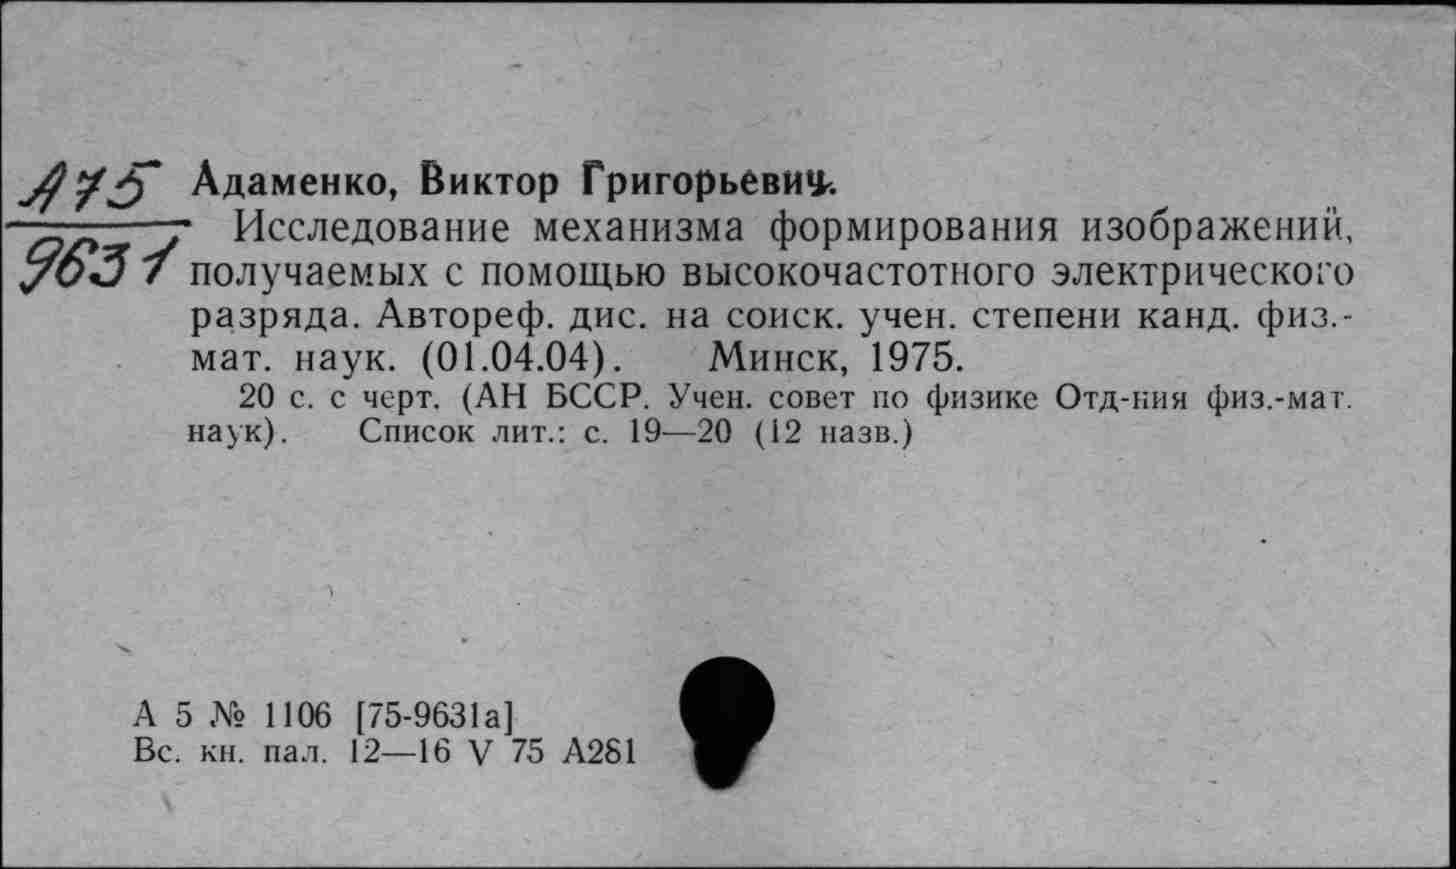 А75
9631
Адаменко, Виктор Григорьевич.
Исследование механизма формирования изображений,
получаемых с помощью высокочастотного электрического
разряда. Автореф. дис. на соиск. учен. степени канд. физ.-
мат. наук. (01.04.04). Минск, 1975.
20 с. с черт. (АН БССР. Учен. совет по физике Отд-ния физ.-мат.
наук). Список лит.: с. 19—20 (12 назв.)
А 5 № 1106 [75-9631а]
Вс. кн. пал. 12—16 V 75 А281